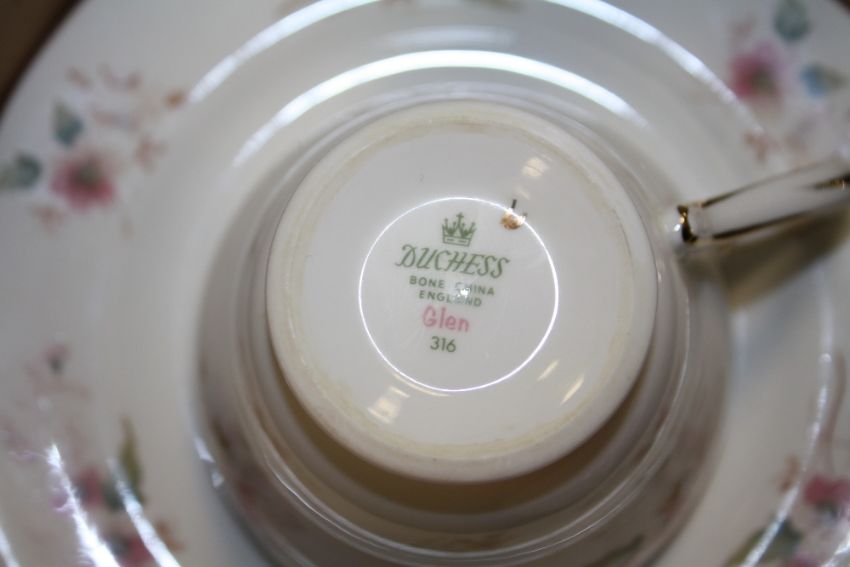 DUCHESS
BONE CHINA
ENGLAND
Glen
316